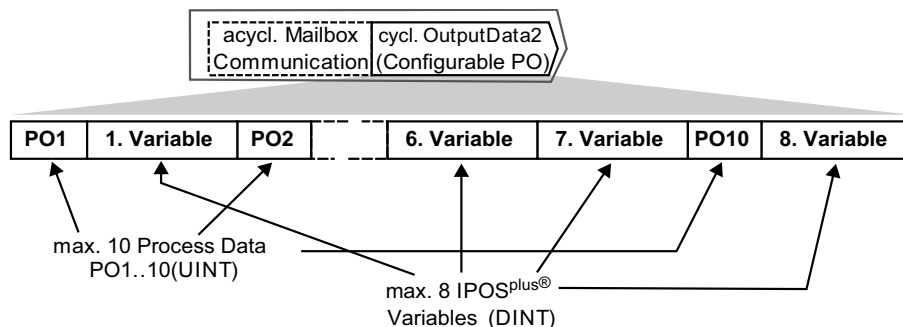 acycl. Mailbox Communication
cycl. OutputData2 (Configurable PO)
PO1 1. Variable PO2 6. Variable 7. Variable PO10 8. Variable
max. 10 Process Data
PO1..10(UINT)
max. 8 IPOSplus®
Variables (DINT)